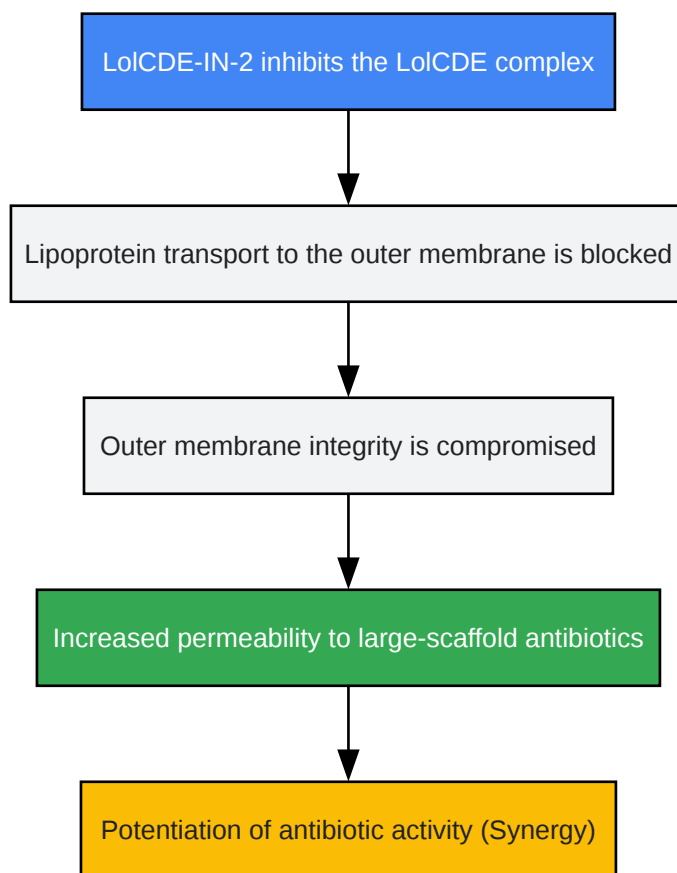 LolCDE-IN-2 inhibits the LolCDE complex
Lipoprotein transport to the outer membrane is blocked
Outer membrane integrity is compromised
Increased permeability to large-scaffold antibiotics
Potentiation of antibiotic activity (Synergy)